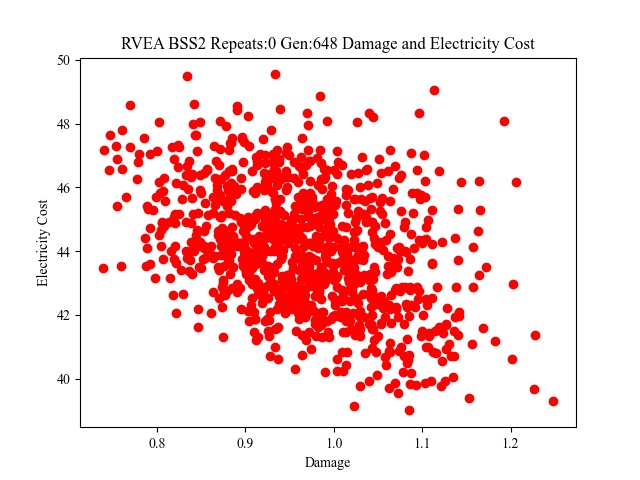 RVEA BSS2 Repeats:0 Gen:648 Damage and Electricity Cost
50
48
46
44
42
40
Electricity Cost
0.8 0.9 1.0 1.1 1.2
Damage